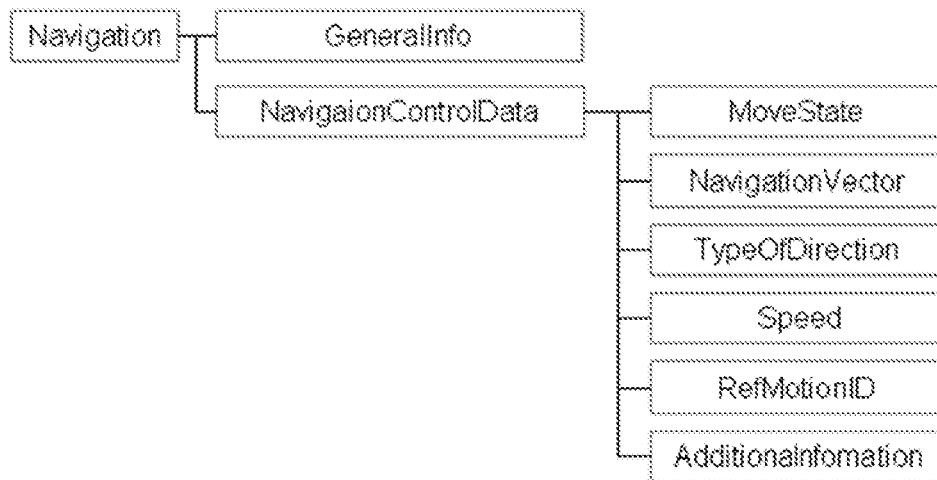 Navigation
GeneralInfo
NavigaionControlData
MoveState
NavigationVector
TypeOfDirection
Speed
RefMotionID
AdditionalInfomation